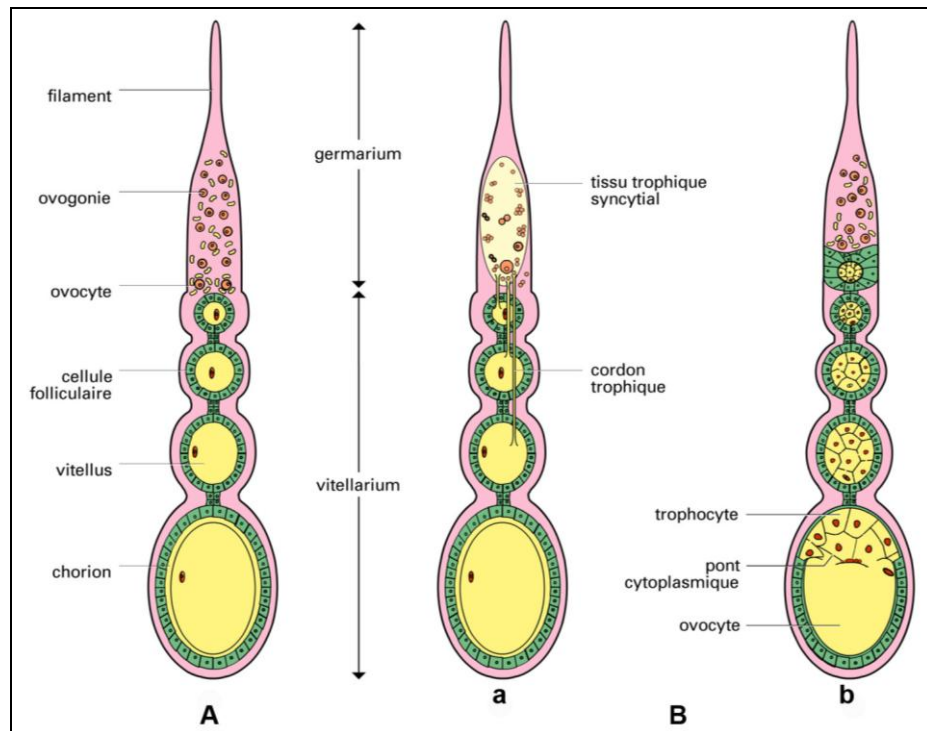 filament
germarium
ovogonie
tissu trophique
syncytial
ovocyte
cellule
folliculaire
cordon
trophique
vitellus
vitellarium
trophocyte
chorion
pont
cytoplasmique
ovocyte
a
b
A
B